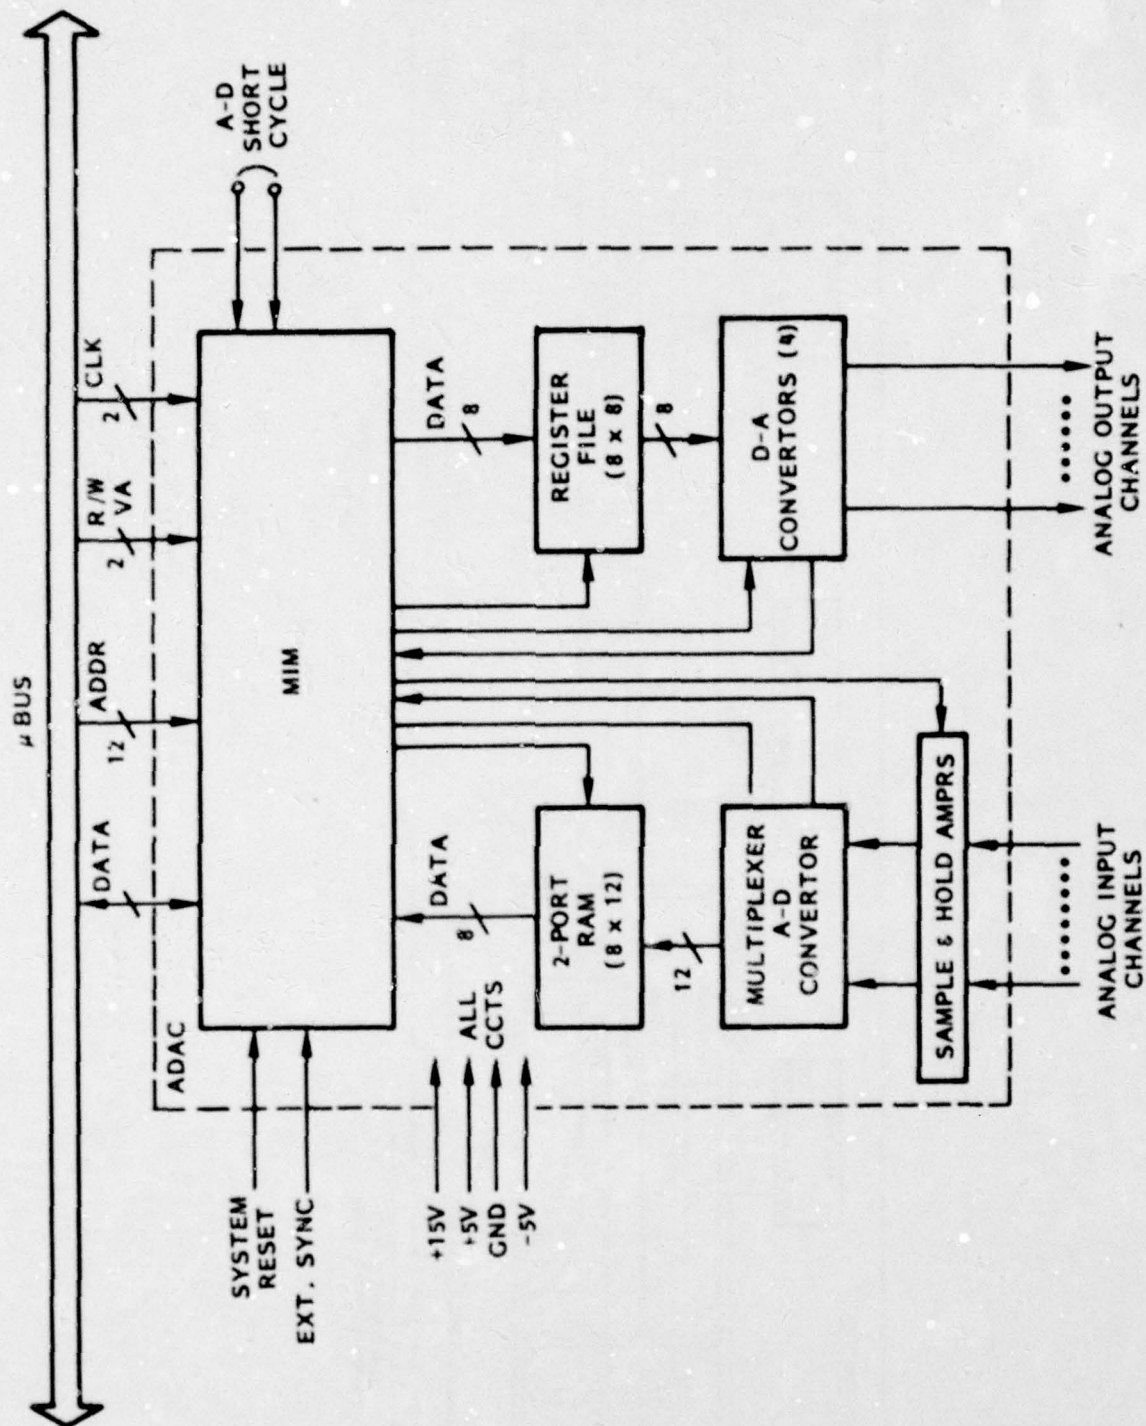 μ BUS
DATA
ADDR
12
R/W
VA
2
CLK
2
ADAC
SYSTEM
RESET
EXT. SYNC
MIM
A-D
SHORT
CYCLE
+15V
+5V
GND
-5V
ALL
CCTS
DATA
8
DATA
8
2-PORT
RAM
(8 x 12)
REGISTER
FILE
(8 x 8)
12
8
MULTIPLEXER
A-D
CONVERTOR
D-A
CONVERTORS (4)
SAMPLE & HOLD AMPRS
ANALOG INPUT
CHANNELS
ANALOG OUTPUT
CHANNELS